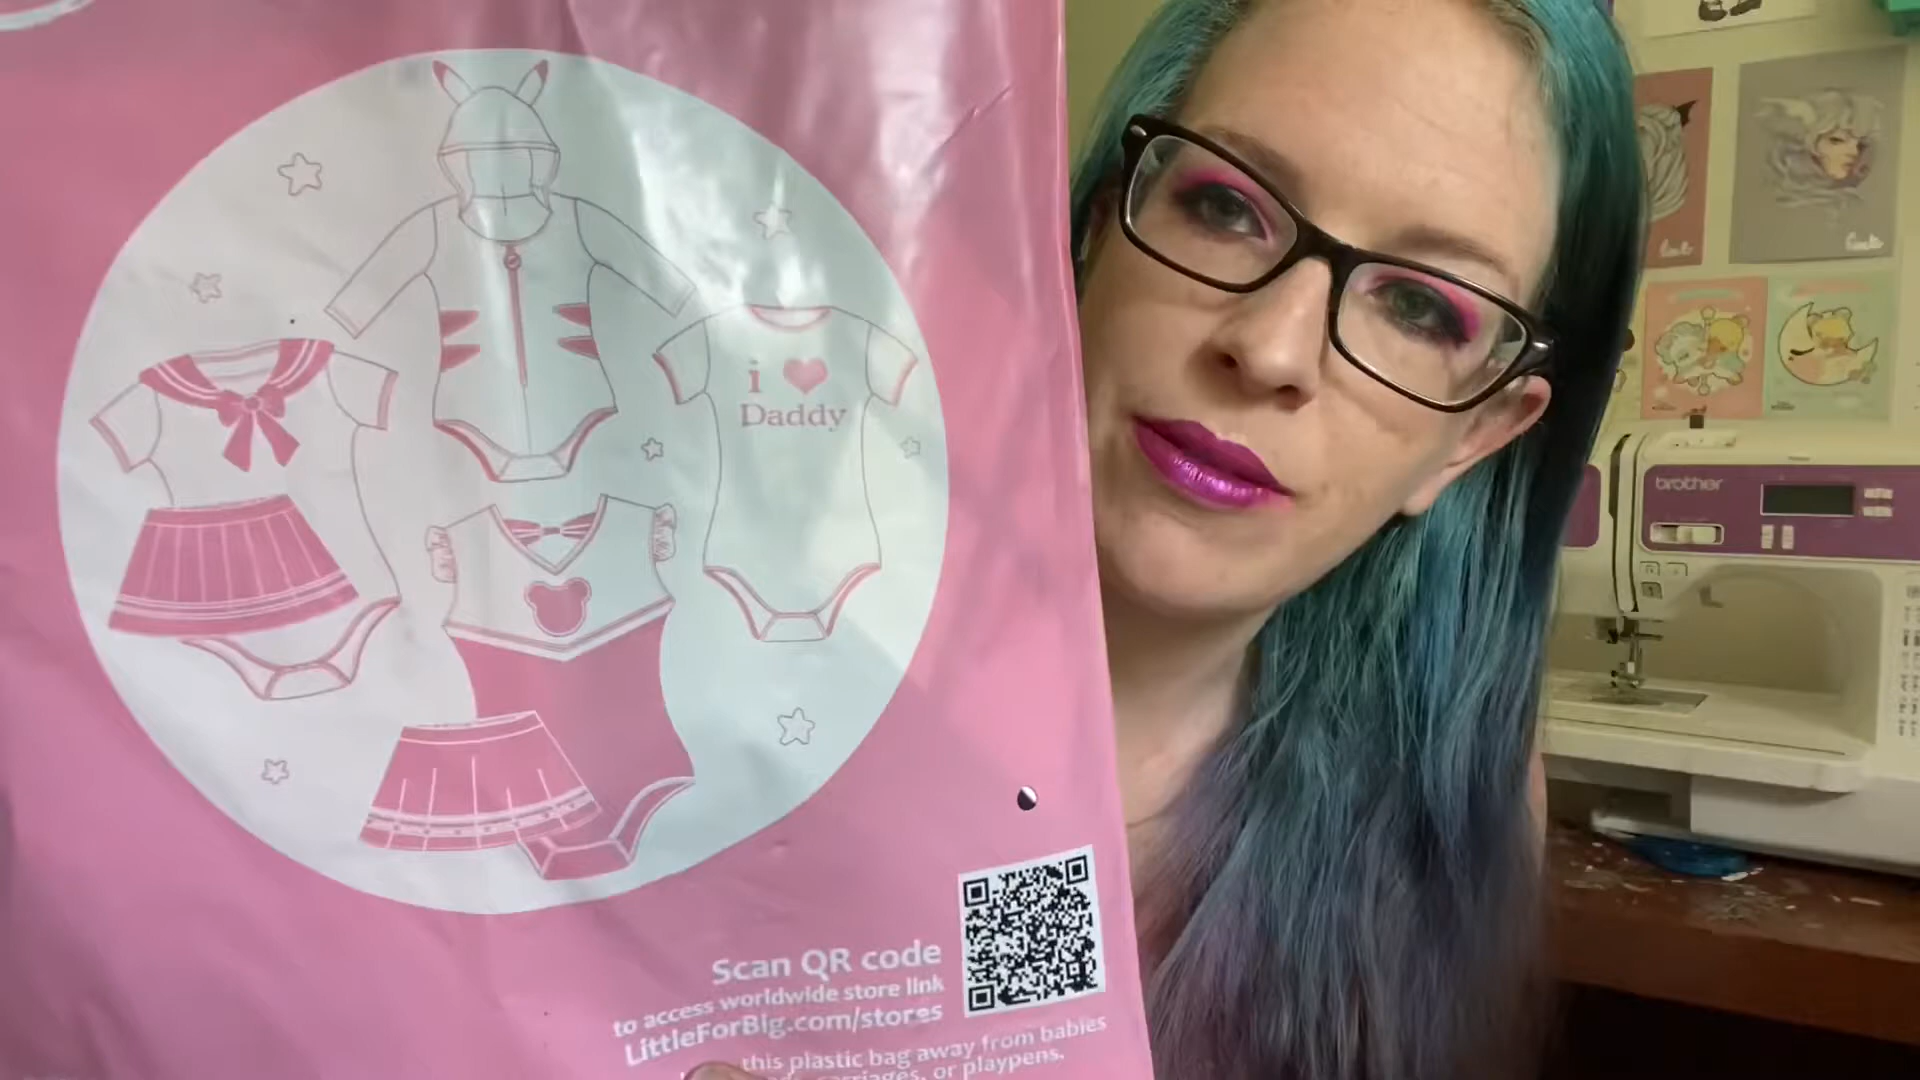 i
Daddy
brother
Scan QR code
to access worldwide store link
LittleForBig.com/stores
this plastic bag away from babies
carriages, or playpens.